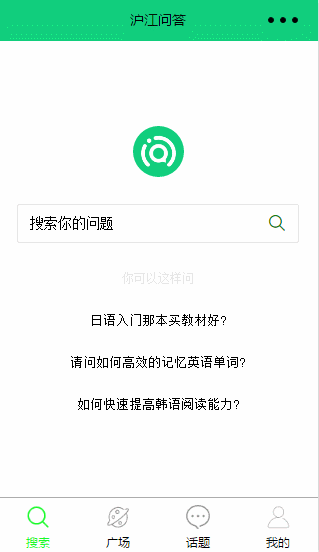 沪江问答
搜索你的问题
你可以这样问
日语入门那本买教材好?
请问如何高效的记忆英语单词?
如何快速提高韩语阅读能力?
搜索
广场
话题
我的